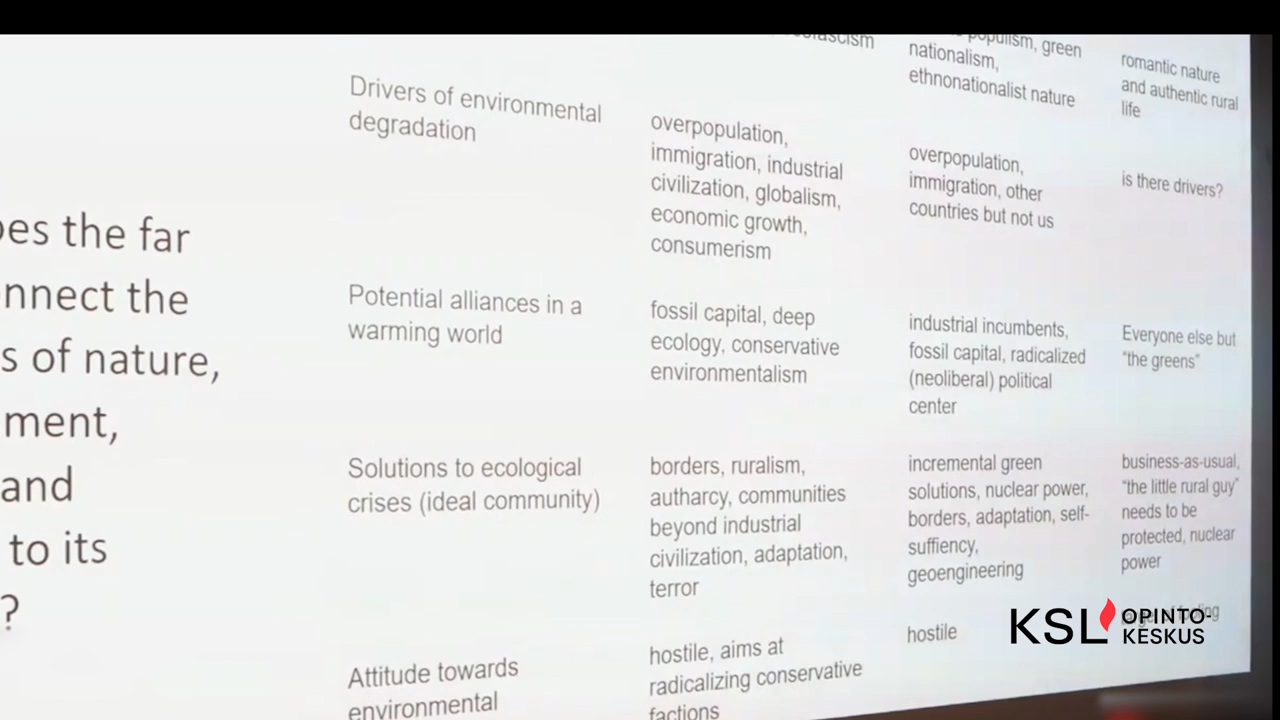 oes the far
nnect the
s of nature,
ment,
and
to its
?
Drivers of environmental
degradation
Potential alliances in a
warming world
Solutions to ecological
crises (ideal community)
Attitude towards
environmental
overpopulation,
immigration, industrial
civilization, globalism,
economic growth,
consumerism
fossil capital, deep
ecology, conservative
environmentalism
borders, ruralism,
autharcy, communities
beyond industrial
civilization, adaptation,
terror
hostile, aims at
radicalizing conservative
factions
populism, green
nationalism,
ethnonationalist nature
overpopulation,
immigration, other
countries but not us
industrial incumbents,
fossil capital, radicalized
(neoliberal) political
center
incremental green
solutions, nuclear power,
borders, adaptation, self-
suffiency,
geoengineering
hostile
romantic nature
and authentic rural
life
is there drivers?
Everyone else but
"the greens"
business-as-usual,
"the little rural guy"
needs to be
protected, nuclear
power
KSL OPINTO-
KESKUS